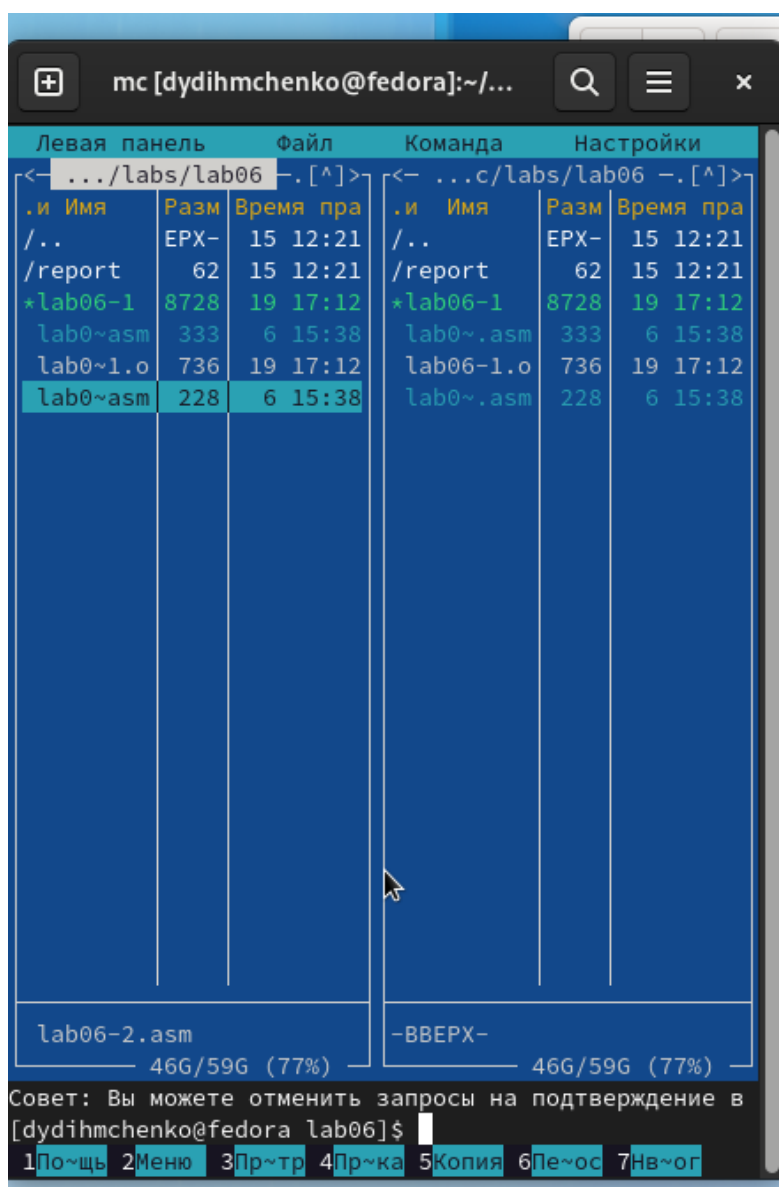 mc [dydihmchenko@fedora]:~/...
Левая панель Файл Команда Настройки
<— .../labs/lab06 —.[^]>
<— ...c/labs/lab06 —.[^]>
.и Имя Разм Время пра .и Имя Разм Время пра
/.. ЕРХ- 15 12:21 /.. ЕРХ- 15 12:21
/report 62 15 12:21 /report 62 15 12:21
*lab06-1 8728 19 17:12 *lab06-1 8728 19 17:12
lab0~asm 333 6 15:38 lab0~.asm 333 6 15:38
lab0~1.o 736 19 17:12 lab06-1.o 736 19 17:12
lab0~asm 228 6 15:38 lab0~.asm 228 6 15:38
lab06-2.asm -ВВЕРХ-
46G/59G (77%) 46G/59G (77%)
Совет: Вы можете отменить запросы на подтверждение в
[dydihmchenko@fedora lab06]$
1По~щь 2Меню 3Пр~тр 4Пр~ка 5Копия 6Пе~ос 7Нв~ог